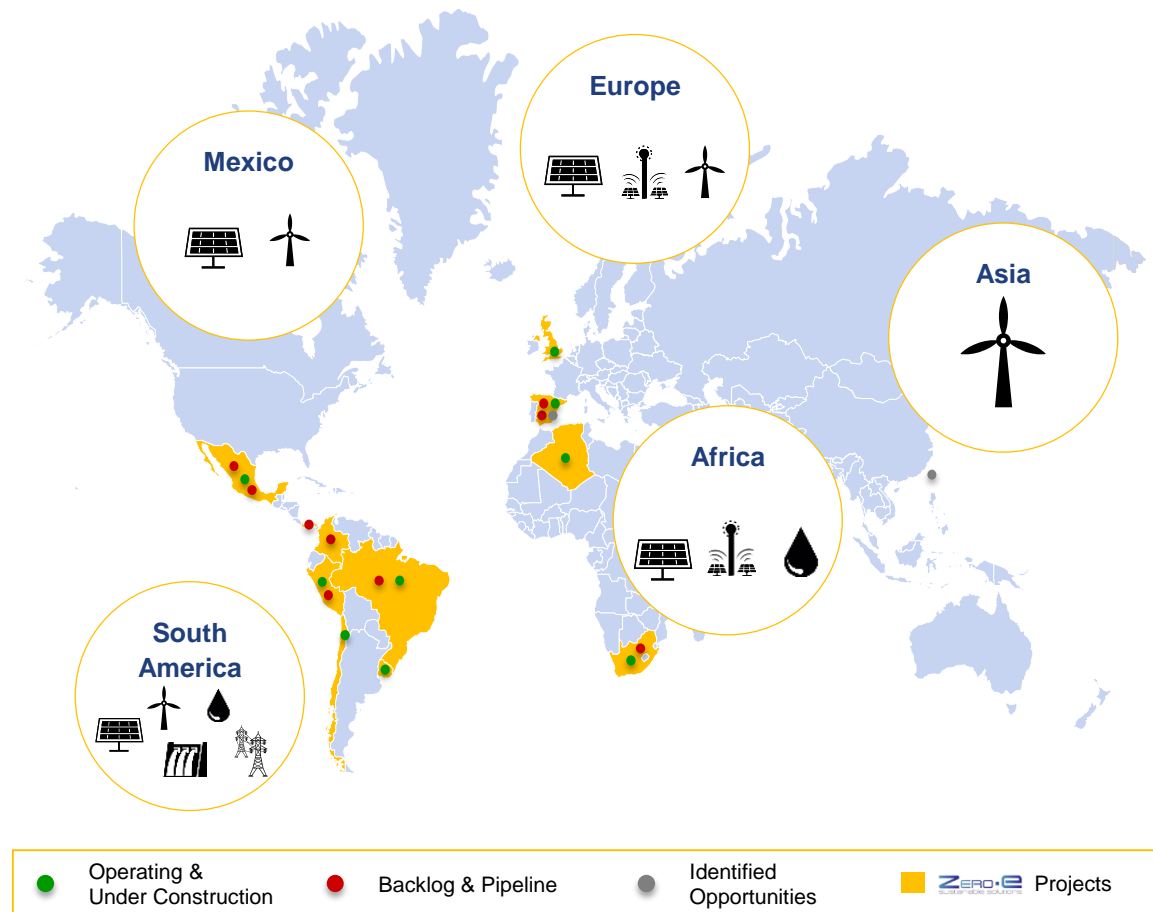 Europe
Mexico
Asia
Africa
South
America
Operating &
Under Construction
Backlog & Pipeline
Identified
Opportunities
ZERO-E
sustainable solutions
Projects